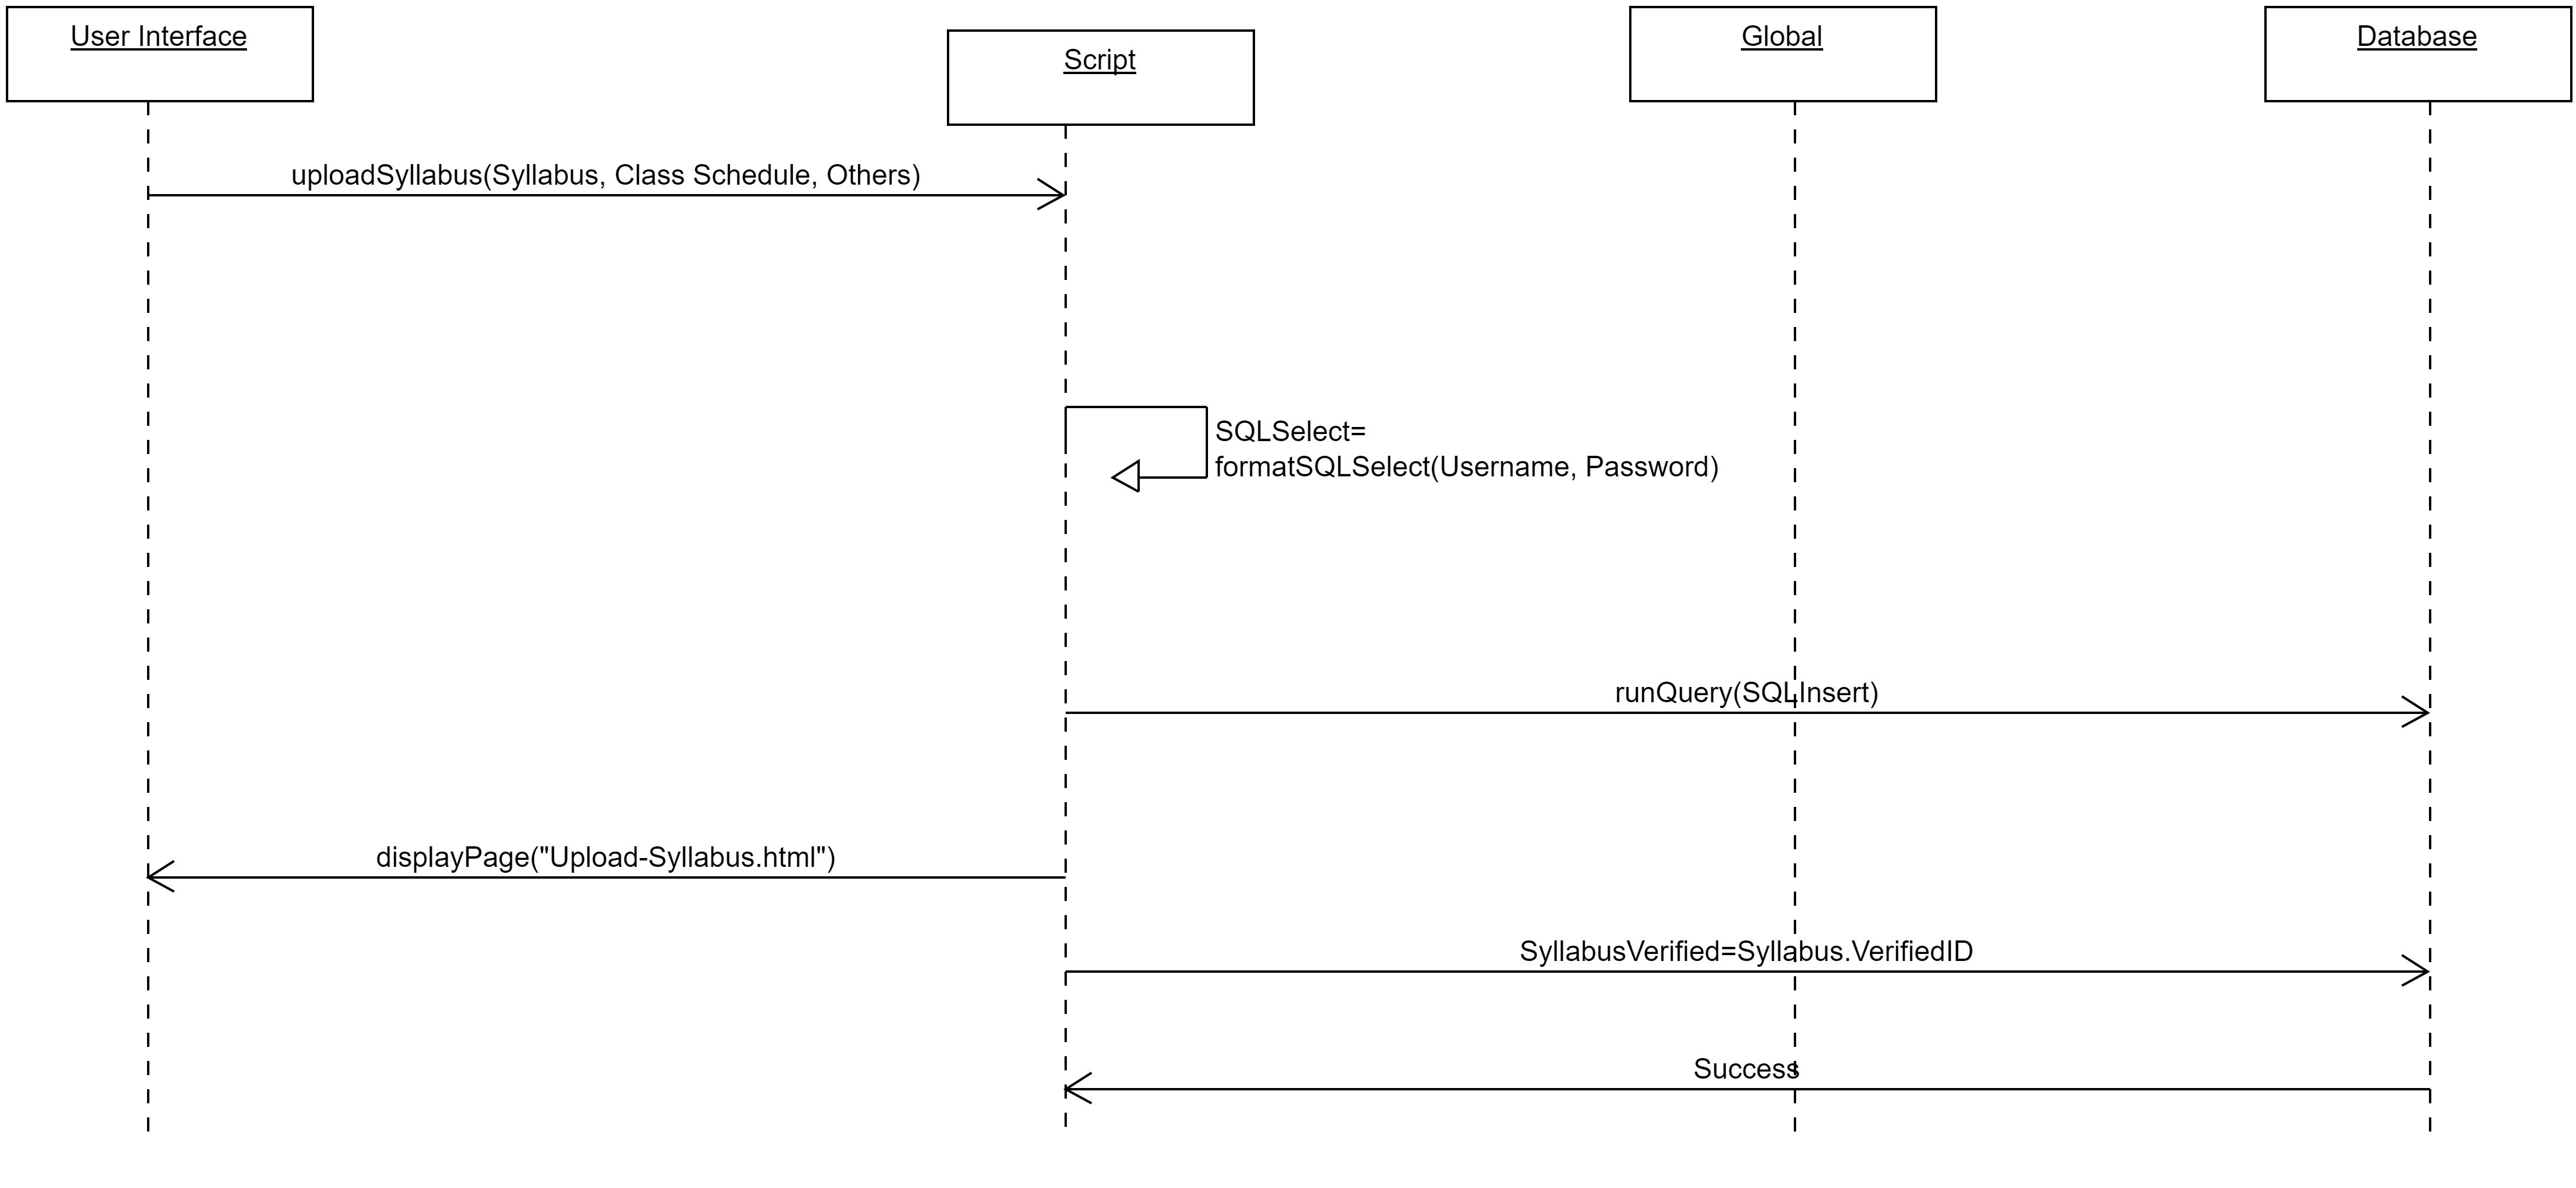 User Interface
Script
Global
Database
uploadSyllabus(Syllabus, Class Schedule, Others)
SQLSelect=
formatSQLSelect(Username, Password)
runQuery(SQLInsert)
displayPage("Upload-Syllabus.html")
SyllabusVerified=Syllabus.VerifiedID
Success